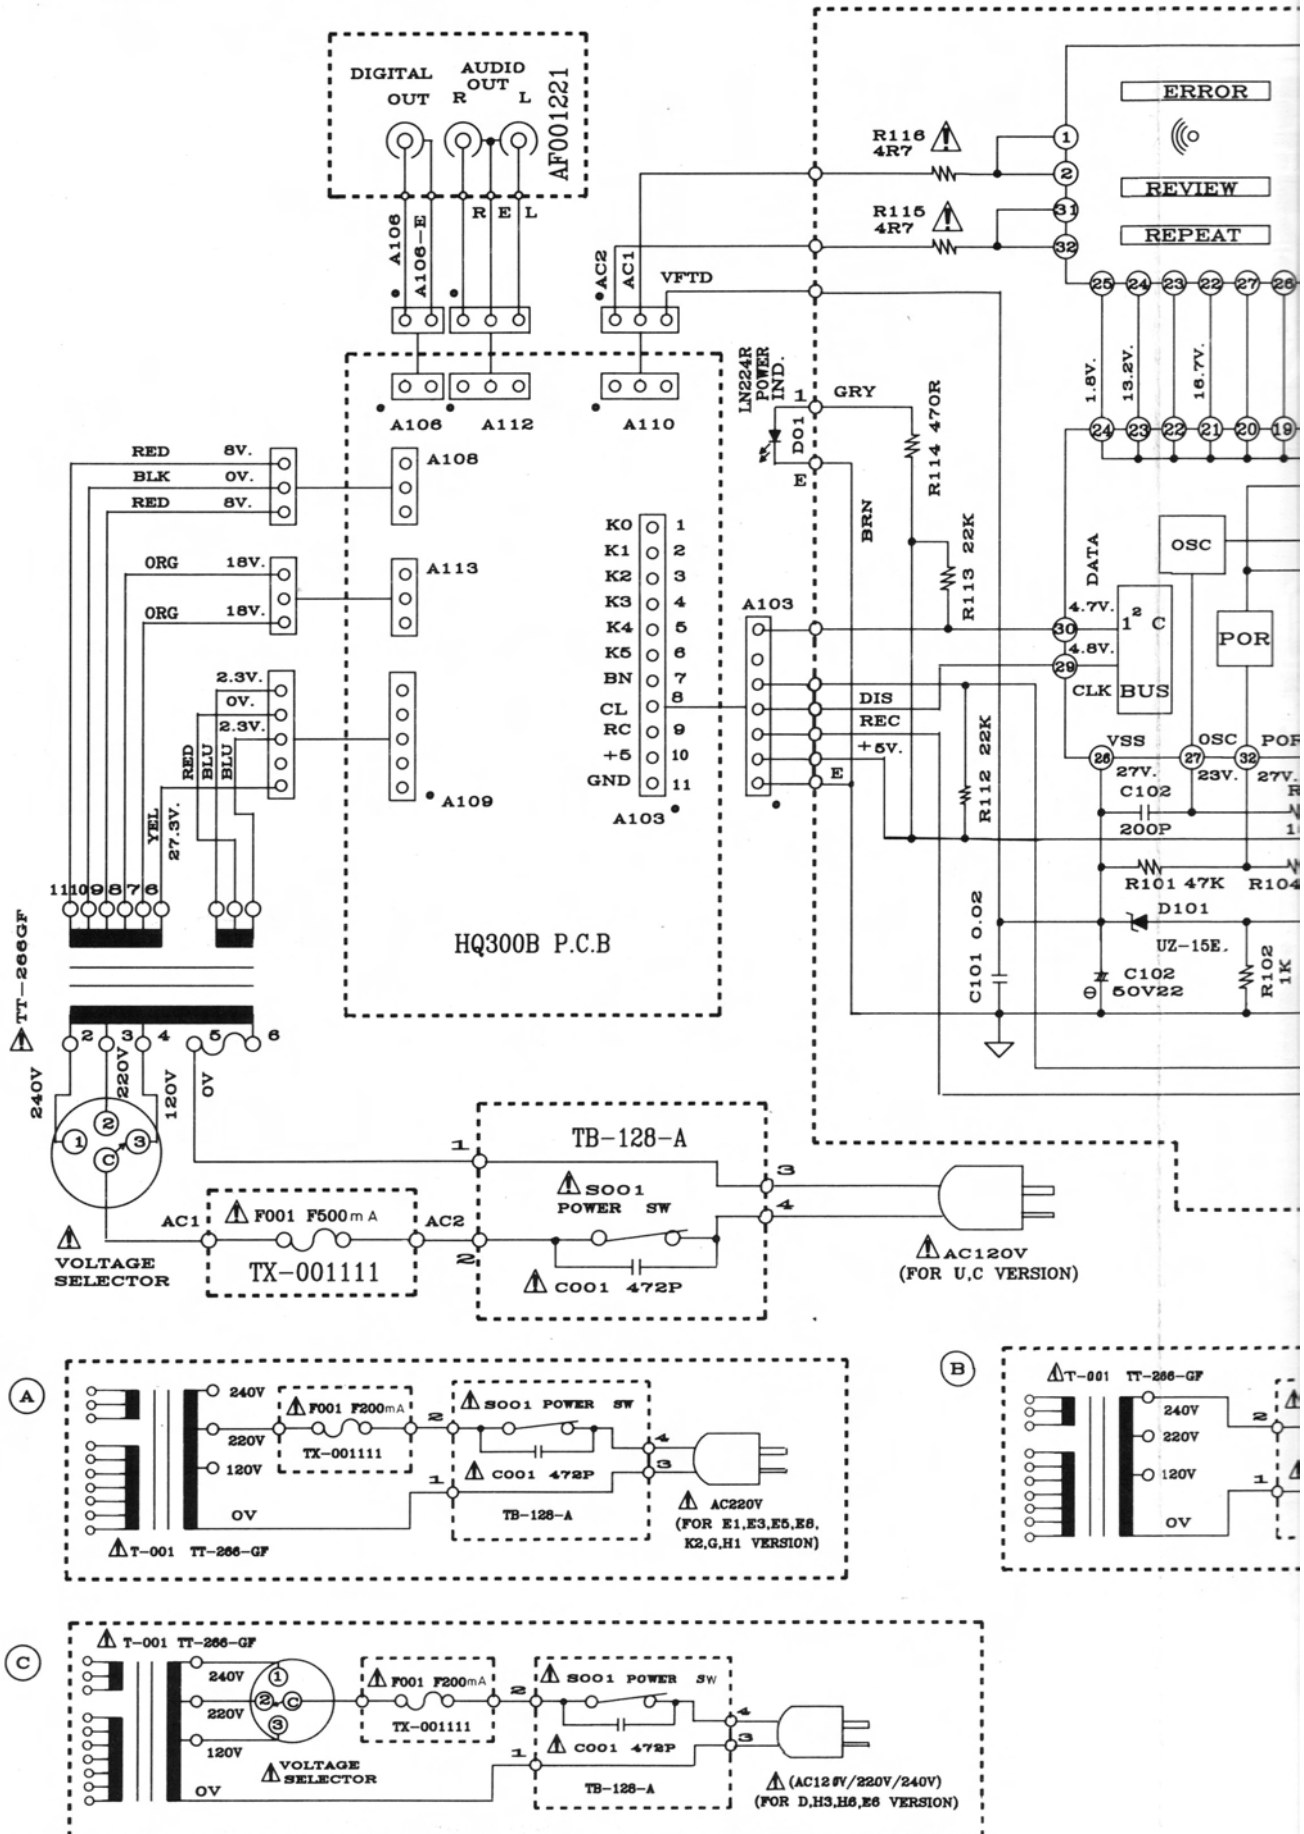 DIGITAL
OUT
AUDIO
OUT
R
L
AF001221
A106
A106-E
R E L
AC2
AC1
VFTD
R116
4R7
R115
4R7
1
2
31
32
ERROR
REVIEW
REPEAT
25 24 23 22 27 26
1.8V.
13.2V.
16.7V.
24 23 22 21 20 19
A106
A112
A110
LN224R
POWER
IND.
1
D01
E
GRY
BRN
R114 470R
R113 22K
RED 8V.
BLK 0V.
RED 8V.
A108
ORG 18V.
ORG 18V.
A113
2.3V.
0V.
2.3V.
RED
BLU
BLU
YEL
27.3V.
A109
K0 1
K1 2
K2 3
K3 4
K4 5
K5 6
BN 7
CL 8
RC 9
+5 10
GND 11
A103
A103
HQ300B P.C.B
DIS
REC
+5V.
E
R112 22K
DATA
4.7V.
30
4.8V.
29
CLK
1² C
BUS
OSC
POR
VSS
OSC
POR
26 27 32
27V.
23V.
27V.
C102
200P
R101 47K
R104
D101
UZ-15E.
C101 0.02
C102
50V22
R102
1K
11 10 9 8 7 6
TT-266GF
2 3 4 5 6
240V
220V
120V
0V
1
2
3
C
VOLTAGE
SELECTOR
AC1
F001 F500mA
TX-001111
AC2
1
2
TB-128-A
S001
POWER SW
C001 472P
3
4
AC120V
(FOR U,C VERSION)
A
240V
220V
120V
0V
T-001 TT-266-GF
F001 F200mA
TX-001111
2
1
S001 POWER SW
C001 472P
TB-128-A
4
3
AC220V
(FOR E1,E3,E5,E8,
K2,G,H1 VERSION)
B
T-001 TT-266-GF
240V
220V
120V
0V
2
1
C
T-001 TT-266-GF
240V
220V
120V
0V
1
2
C
3
VOLTAGE
SELECTOR
F001 F200mA
TX-001111
2
1
S001 POWER SW
C001 472P
TB-128-A
4
3
(AC120V/220V/240V)
(FOR D,H3,H6,E6 VERSION)